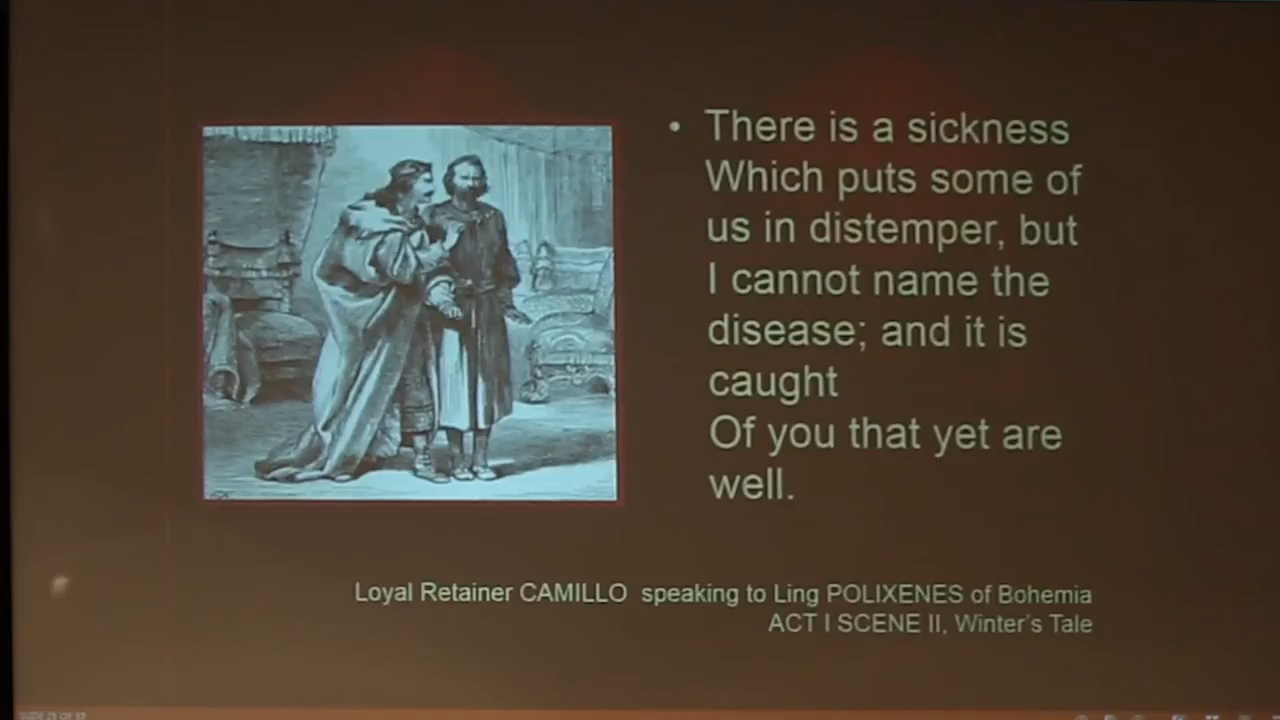 • There is a sickness
Which puts some of
us in distemper, but
I cannot name the
disease; and it is
caught
Of you that yet are
well.
Loyal Retainer CAMILLO speaking to Ling POLIXENES of Bohemia
ACT I SCENE II, Winter's Tale